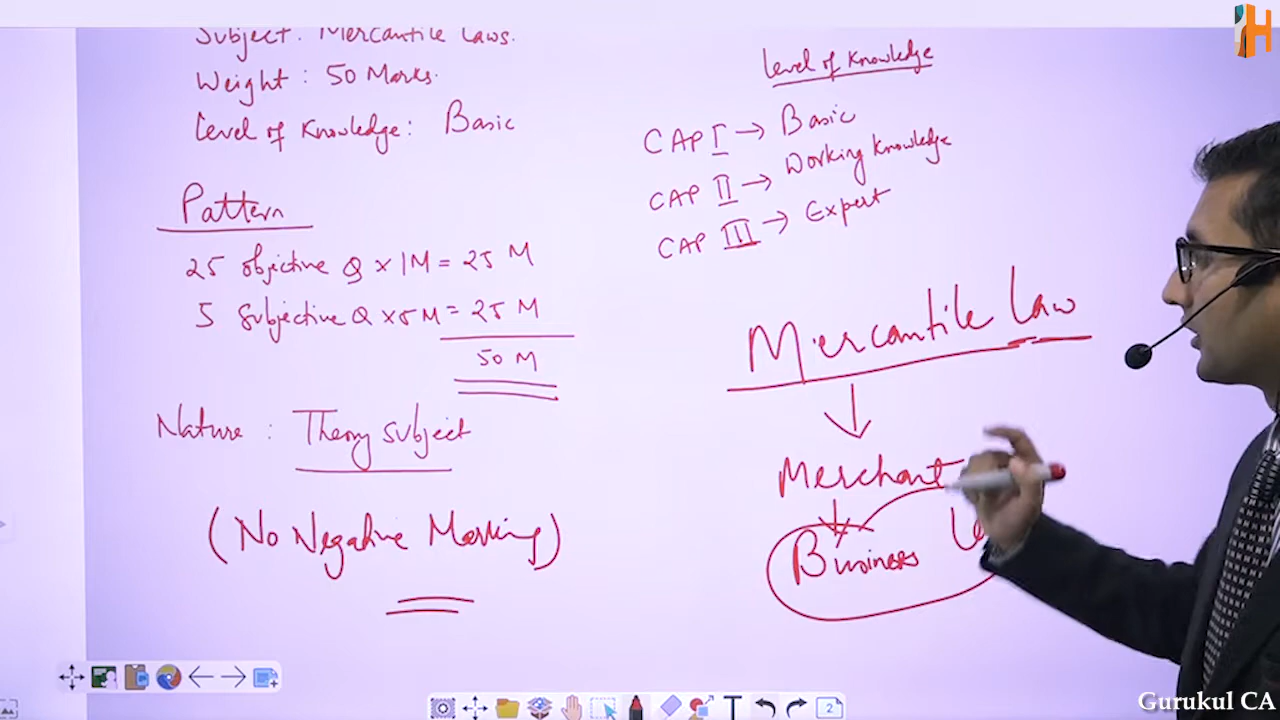 Subject: Mercantile Laws.
Weight: 50 Marks.
Level of Knowledge: Basic
Pattern
25 objective Q × 1M = 25 M
5 Subjective Q × 5 M = 25 M
50 M
Nature: Theory subject
(No Negative Marking)
Level of Knowledge
CAP I → Basic
CAP II → Working Knowledge
CAP III → Expert
Mercantile Law
Merchant
Business
H
2
Gurukul CA